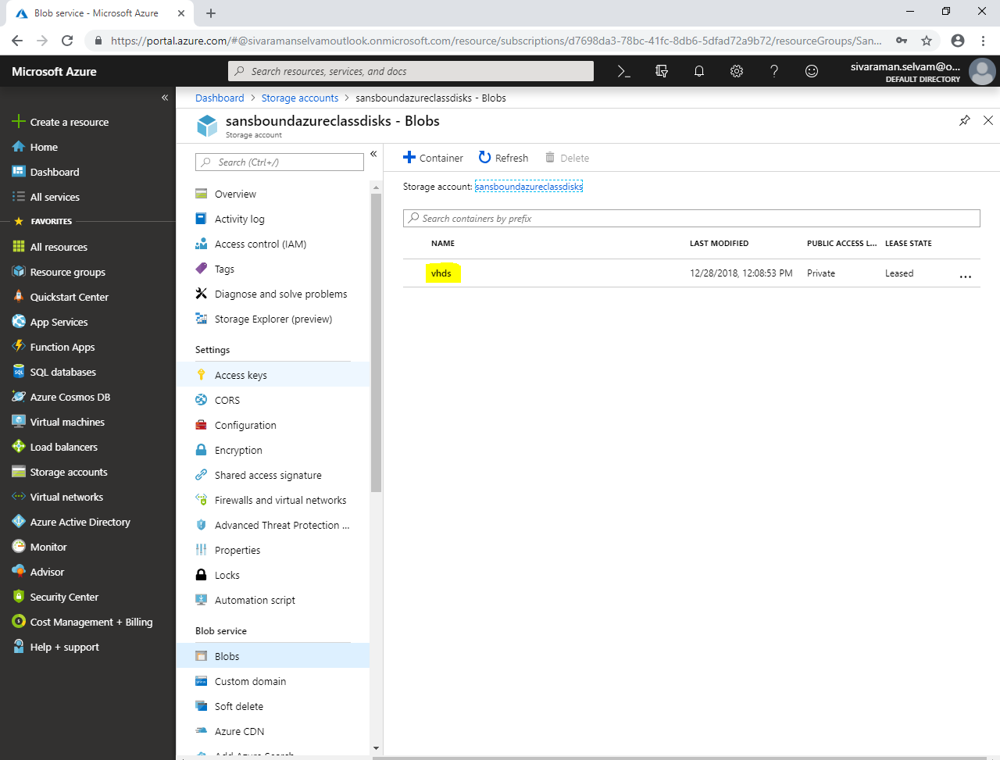 Blob service - Microsoft Azure
https://portal.azure.com/#@sivaramanselvamoutlook.onmicrosoft.com/resource/subscriptions/d7698da3-78bc-41fc-8db6-5dfad72a9b72/resourceGroups/San...
Microsoft Azure
Search resources, services, and docs
sivaraman.selvam@o...
DEFAULT DIRECTORY
Create a resource
Home
Dashboard
All services
FAVORITES
All resources
Resource groups
Quickstart Center
App Services
Function Apps
SQL databases
Azure Cosmos DB
Virtual machines
Load balancers
Storage accounts
Virtual networks
Azure Active Directory
Monitor
Advisor
Security Center
Cost Management + Billing
Help + support
Dashboard > Storage accounts > sansboundazureclassdisks - Blobs
sansboundazureclassdisks - Blobs
Storage account
Search (Ctrl+/)
Overview
Activity log
Access control (IAM)
Tags
Diagnose and solve problems
Storage Explorer (preview)
Settings
Access keys
CORS
Configuration
Encryption
Shared access signature
Firewalls and virtual networks
Advanced Threat Protection ...
Properties
Locks
Automation script
Blob service
Blobs
Custom domain
Soft delete
Azure CDN
Add Azure Search
Container Refresh Delete
Storage account: sansboundazureclassdisks
Search containers by prefix
NAME LAST MODIFIED PUBLIC ACCESS L... LEASE STATE
vhds 12/28/2018, 12:08:53 PM Private Leased ...